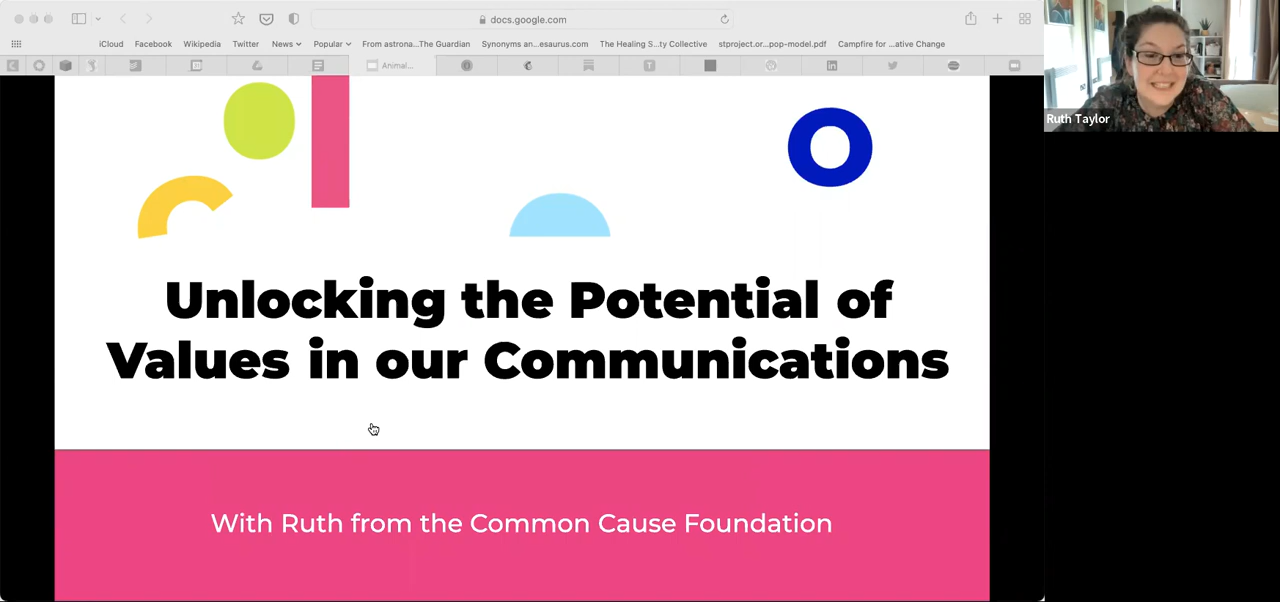 docs.google.com
iCloud
Facebook
Wikipedia
Twitter
News
Popular
From astrona...The Guardian
Synonyms an...esaurus.com
The Healing S...ty Collective
stproject.or...pop-model.pdf
Campfire for ...ative Change
Animal...
Ruth Taylor
Unlocking the Potential of
Values in our Communications
With Ruth from the Common Cause Foundation